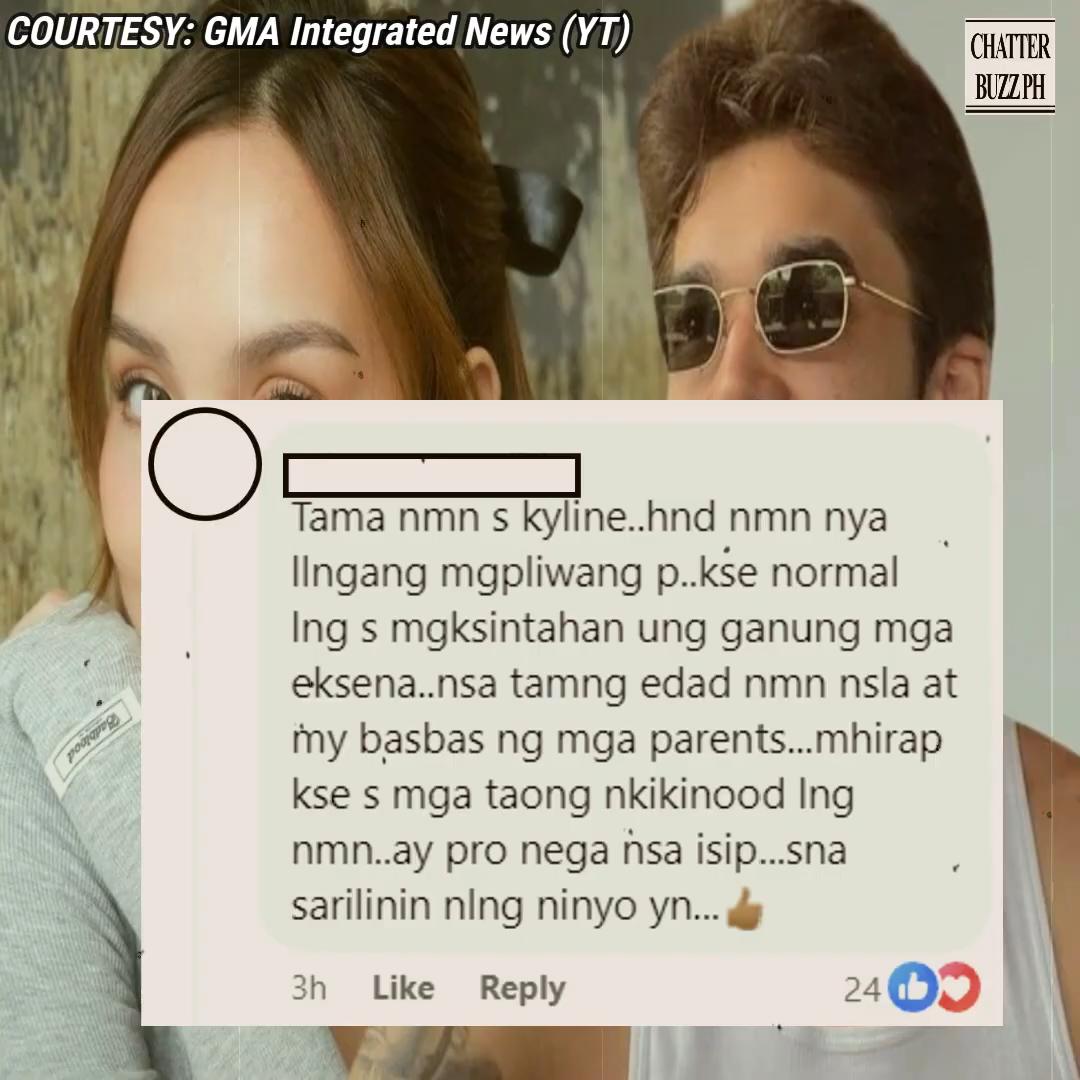 COURTESY: GMA Integrated News (YT)
CHATTER
BUZZ PH
Tama nmn s kyline..hnd nmn nya
llngang mgpliwang p..kse normal
lng s mgksintahan ung ganung mga
eksena..nsa tamng edad nmn nsla at
my basbas ng mga parents...mhirap
kse s mga taong nkikinood lng
nmn..ay pro nega nsa isip...sna
sarilinin nlng ninyo yn...👍🏾
3h Like Reply 24
Badblood